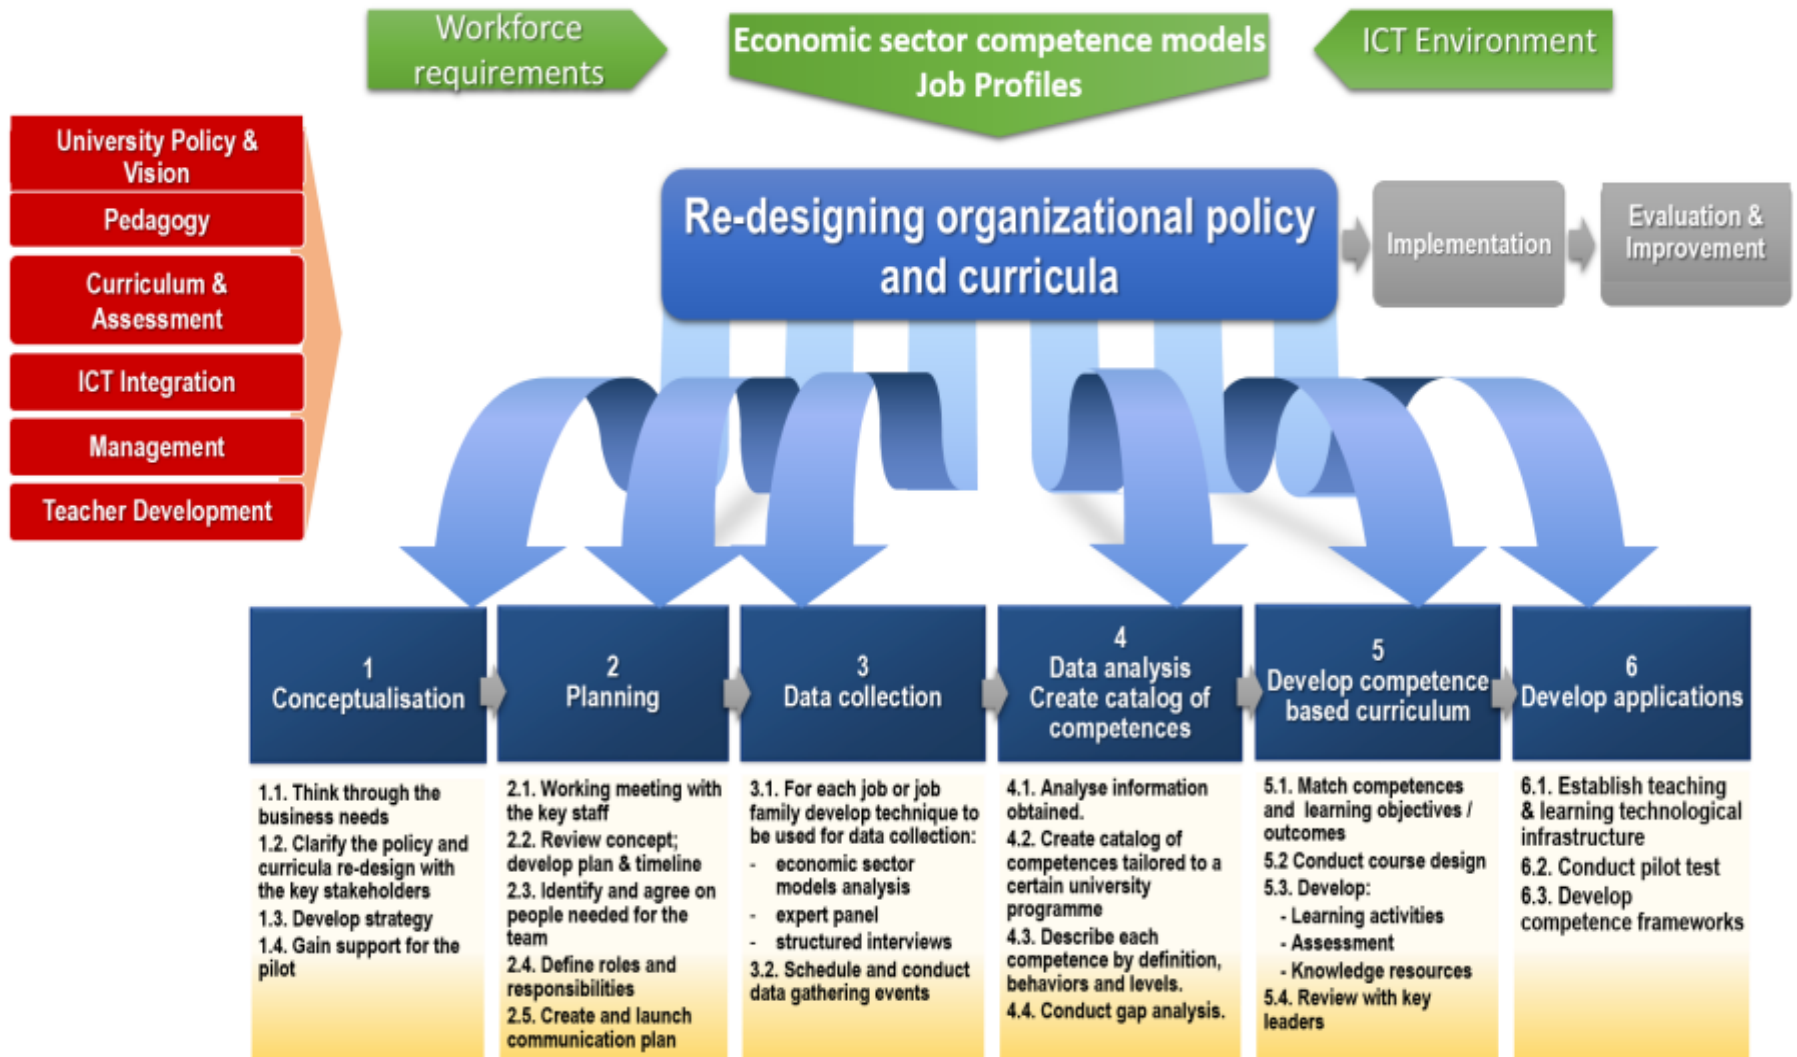 Workforce
requirements
Economic sector competence models
Job Profiles
ICT Environment
University Policy &
Vision
Pedagogy
Curriculum &
Assessment
ICT Integration
Management
Teacher Development
Re-designing organizational policy
and curricula
Implementation
Evaluation &
Improvement
1
Conceptualisation
2
Planning
3
Data collection
4
Data analysis
Create catalog of
competences
5
Develop competence
based curriculum
6
Develop applications
1.1. Think through the
business needs
1.2. Clarify the policy and
curricula re-design with
the key stakeholders
1.3. Develop strategy
1.4. Gain support for the
pilot
2.1. Working meeting with
the key staff
2.2. Review concept;
develop plan & timeline
2.3. Identify and agree on
people needed for the
team
2.4. Define roles and
responsibilities
2.5. Create and launch
communication plan
3.1. For each job or job
family develop technique to
be used for data collection:
- economic sector
models analysis
- expert panel
- structured interviews
3.2. Schedule and conduct
data gathering events
4.1. Analyse information
obtained.
4.2. Create catalog of
competences tailored to a
certain university
programme
4.3. Describe each
competence by definition,
behaviors and levels.
4.4. Conduct gap analysis.
5.1. Match competences
and learning objectives /
outcomes
5.2 Conduct course design
5.3. Develop:
- Learning activities
- Assessment
- Knowledge resources
5.4. Review with key
leaders
6.1. Establish teaching
& learning technological
infrastructure
6.2. Conduct pilot test
6.3. Develop
competence frameworks